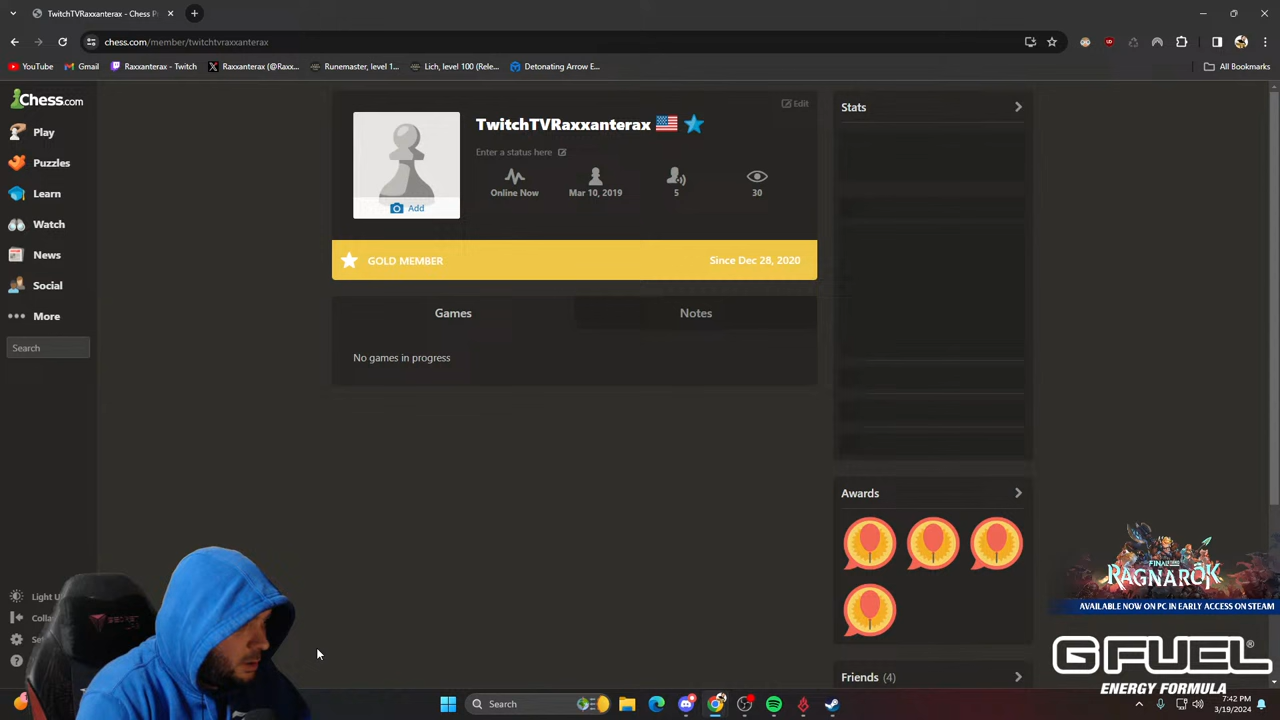 TwitchTVRaxxanterax - Chess P
chess.com/member/twitchtvraxxanterax
YouTube
Gmail
Raxxanterax - Twitch
Raxxanterax (@Raxx...
Runemaster, level 1...
Lich, level 100 (Rele...
Detonating Arrow E...
All Bookmarks
Chess.com
Play
Puzzles
Learn
Watch
News
Social
More
Search
Light U
Colla
Se
Edit
TwitchTVRaxxanterax
Enter a status here
Online Now
Mar 10, 2019
5
30
Add
GOLD MEMBER
Since Dec 28, 2020
Games
Notes
No games in progress
Stats
Awards
Friends (4)
RAGNARÖK
AVAILABLE NOW ON PC IN EARLY ACCESS ON STEAM
GFUEL®
ENERGY FORMULA
Search
7:42 PM
3/19/2024